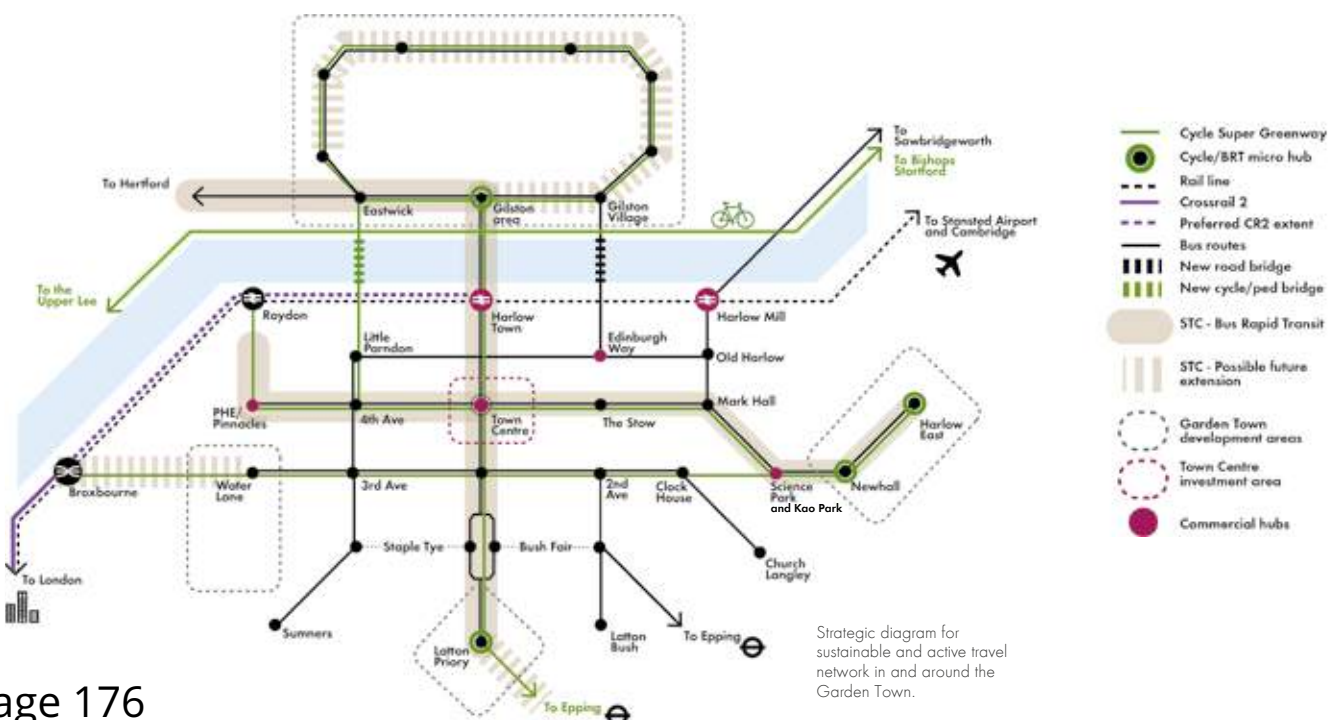 To Hertford
Eastwick
Gilston
area
Gilston
Village
To
Sawbridgeworth
To Bishops
Stortford
To Stansted Airport
and Cambridge
To the
Upper Lee
Roydon
Harlow
Town
Harlow Mill
Little
Parndon
Edinburgh
Way
Old Harlow
PHE/
Pinnacles
4th Ave
Town
Centre
The Stow
Mark Hall
Harlow
East
Broxbourne
Water
Lane
3rd Ave
2nd
Ave
Clock
House
Science
Park
and Kao Park
Newhall
Staple Tye
Bush Fair
Church
Langley
To London
Sumners
Latton
Priory
Latton
Bush
To Epping
To Epping
Cycle Super Greenway
Cycle/BRT micro hub
Rail line
Crossrail 2
Preferred CR2 extent
Bus routes
New road bridge
New cycle/ped bridge
STC - Bus Rapid Transit
STC - Possible future
extension
Garden Town
development areas
Town Centre
investment area
Commercial hubs
Strategic diagram for
sustainable and active travel
network in and around the
Garden Town.
age 176